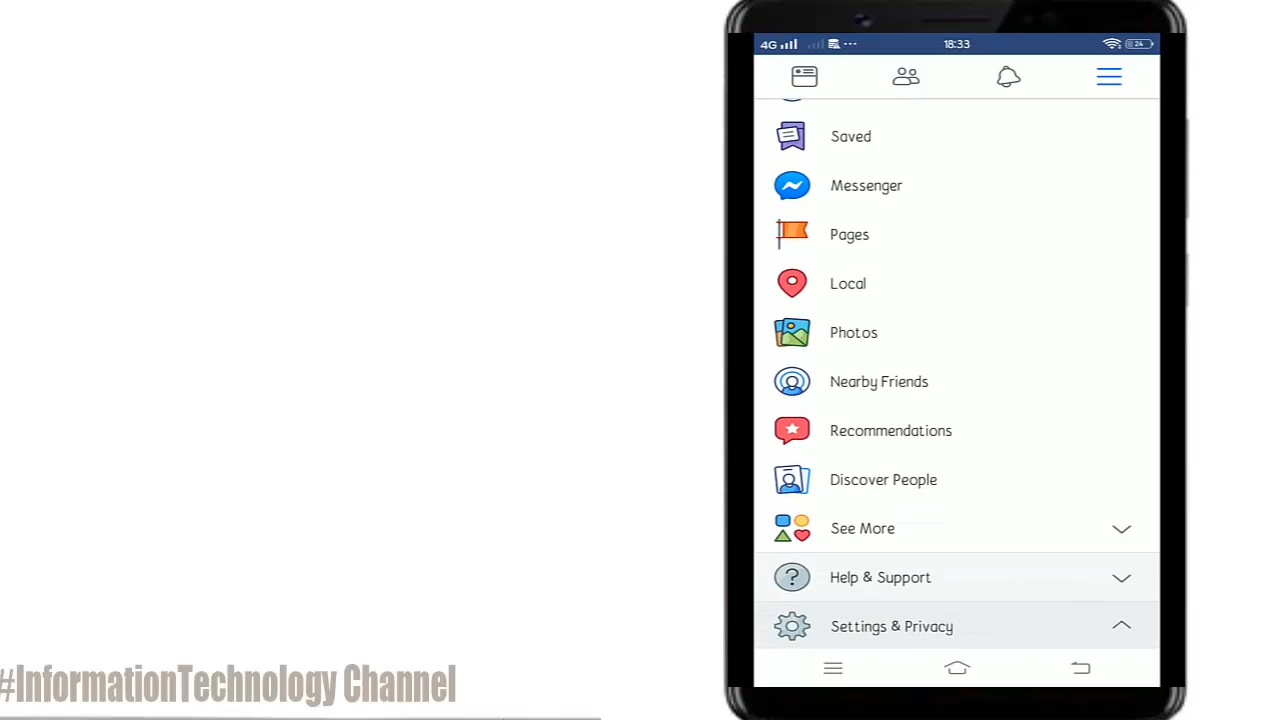 4G 18:33 24
Saved
Messenger
Pages
Local
Photos
Nearby Friends
Recommendations
Discover People
See More
Help & Support
Settings & Privacy
#InformationTechnology Channel